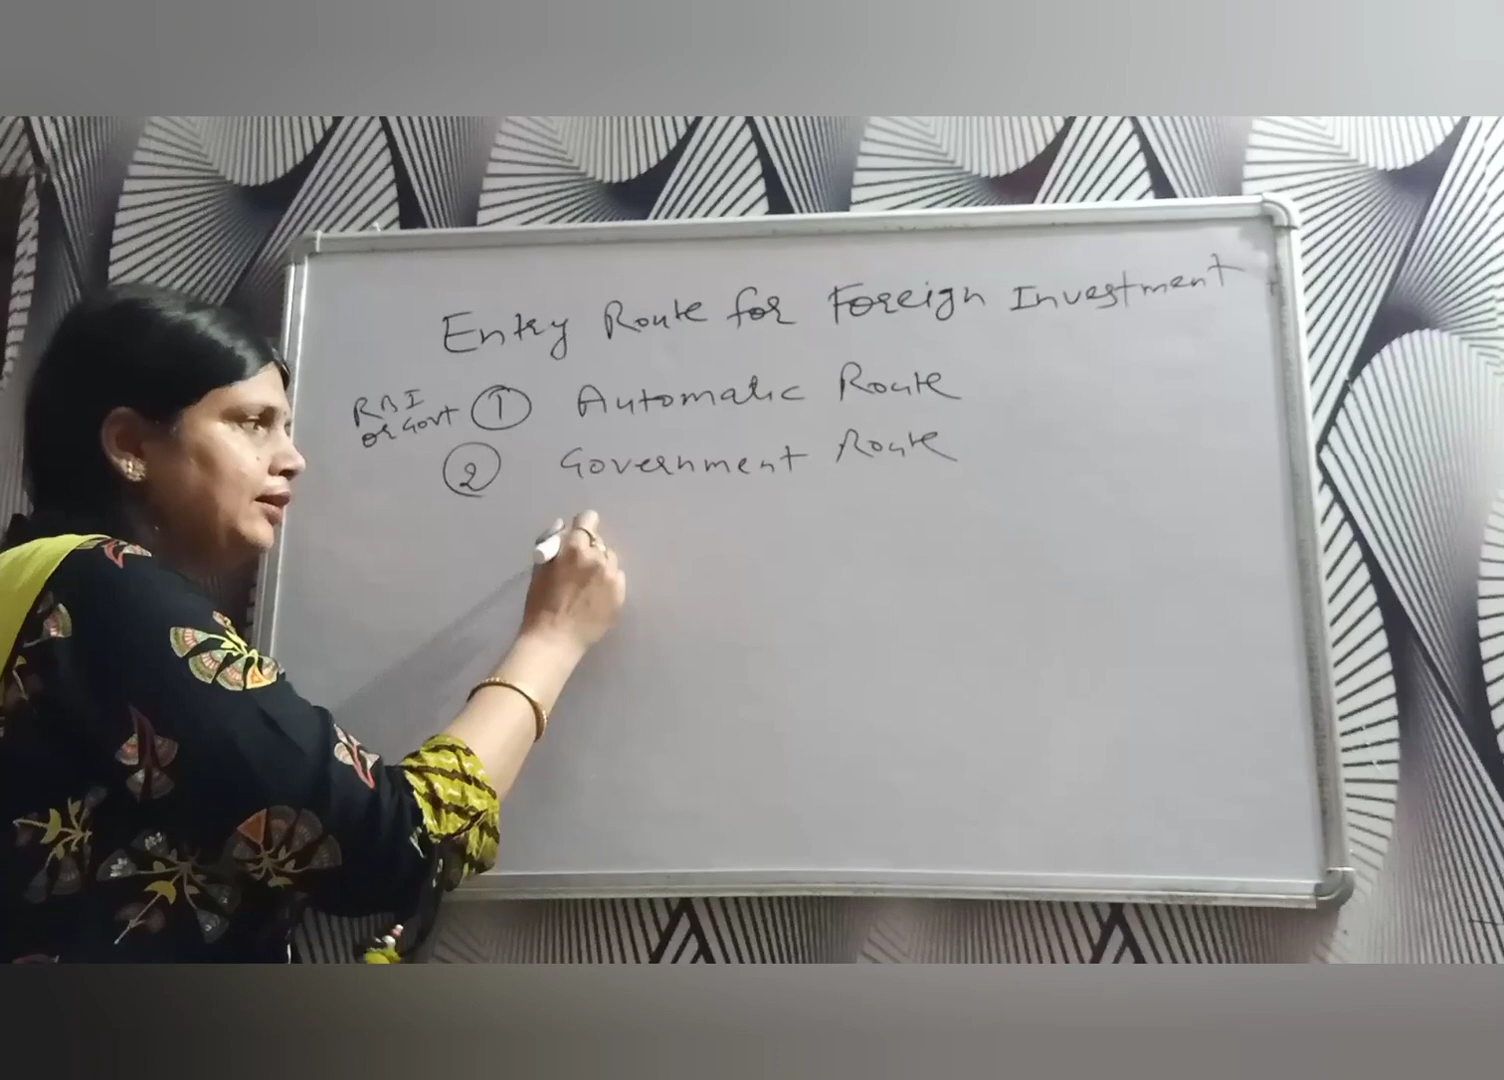 Entry Route for Foreign Investment
RBI
or Govt
① Automatic Route
② Government Route